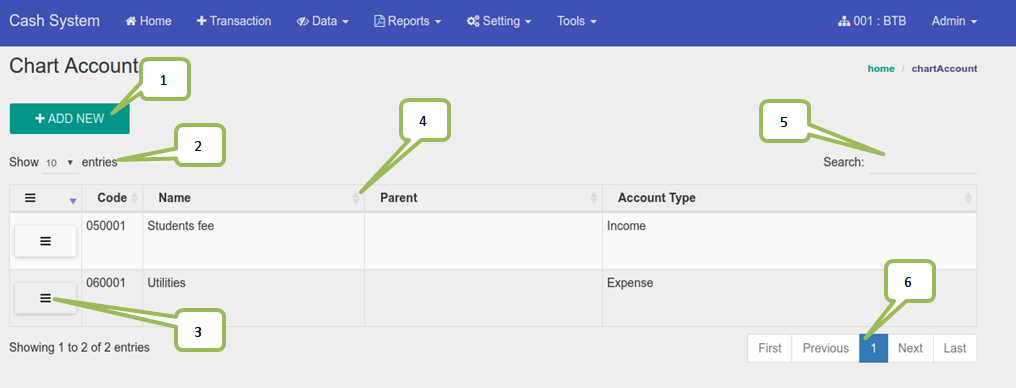 Cash System Home Transaction Data Reports Setting Tools 001 : BTB Admin
Chart Account
home / chartAccount
1
ADD NEW
4
5
2
Show 10 entries
Search:
Code Name Parent Account Type
050001 Students fee Income
060001 Utilities Expense
6
3
Showing 1 to 2 of 2 entries
First Previous 1 Next Last